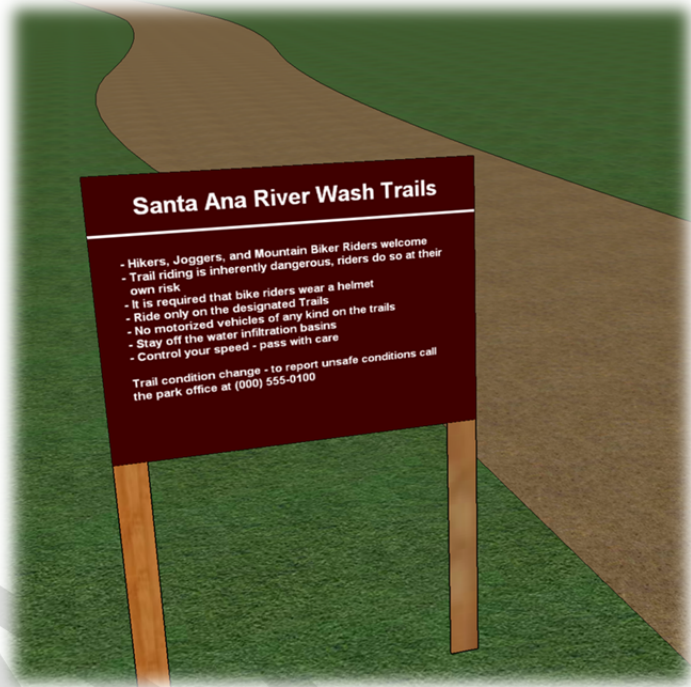 Santa Ana River Wash Trails
- Hikers, Joggers, and Mountain Biker Riders welcome
- Trail riding is inherently dangerous, riders do so at their
own risk
- It is required that bike riders wear a helmet
- Ride only on the designated Trails
- No motorized vehicles of any kind on the trails
- Stay off the water infiltration basins
- Control your speed - pass with care
Trail condition change - to report unsafe conditions call
the park office at (000) 555-0100